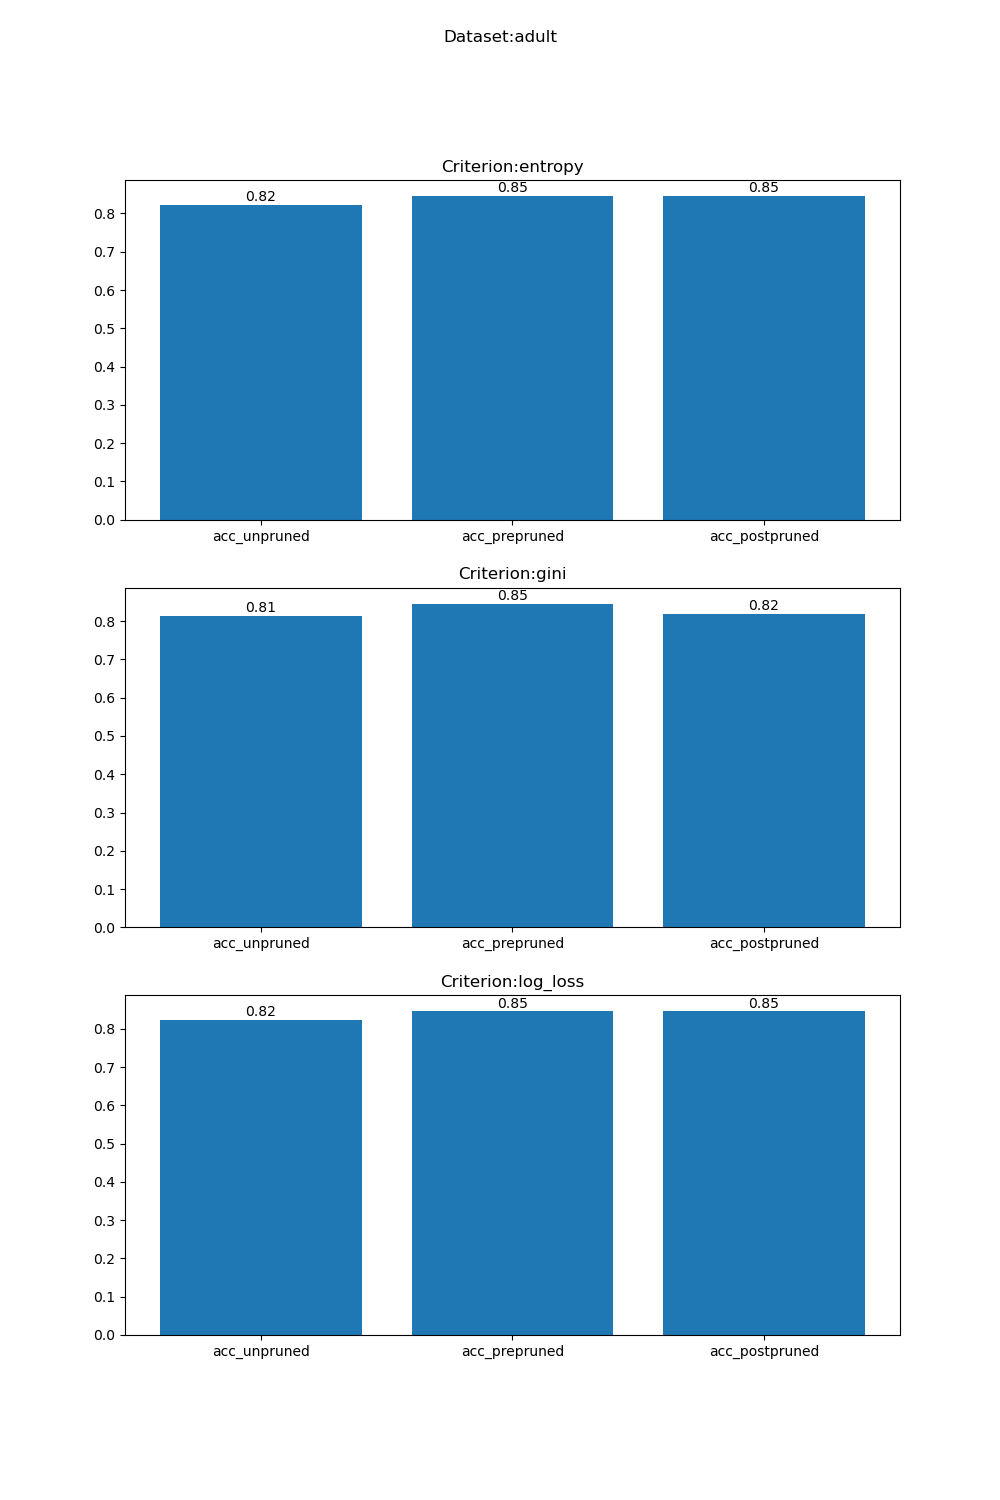 Dataset:adult
Criterion:entropy
0.82 0.85 0.85
0.8
0.7
0.6
0.5
0.4
0.3
0.2
0.1
0.0
acc_unpruned acc_prepruned acc_postpruned
Criterion:gini
0.81 0.85 0.82
0.8
0.7
0.6
0.5
0.4
0.3
0.2
0.1
0.0
acc_unpruned acc_prepruned acc_postpruned
Criterion:log_loss
0.82 0.85 0.85
0.8
0.7
0.6
0.5
0.4
0.3
0.2
0.1
0.0
acc_unpruned acc_prepruned acc_postpruned